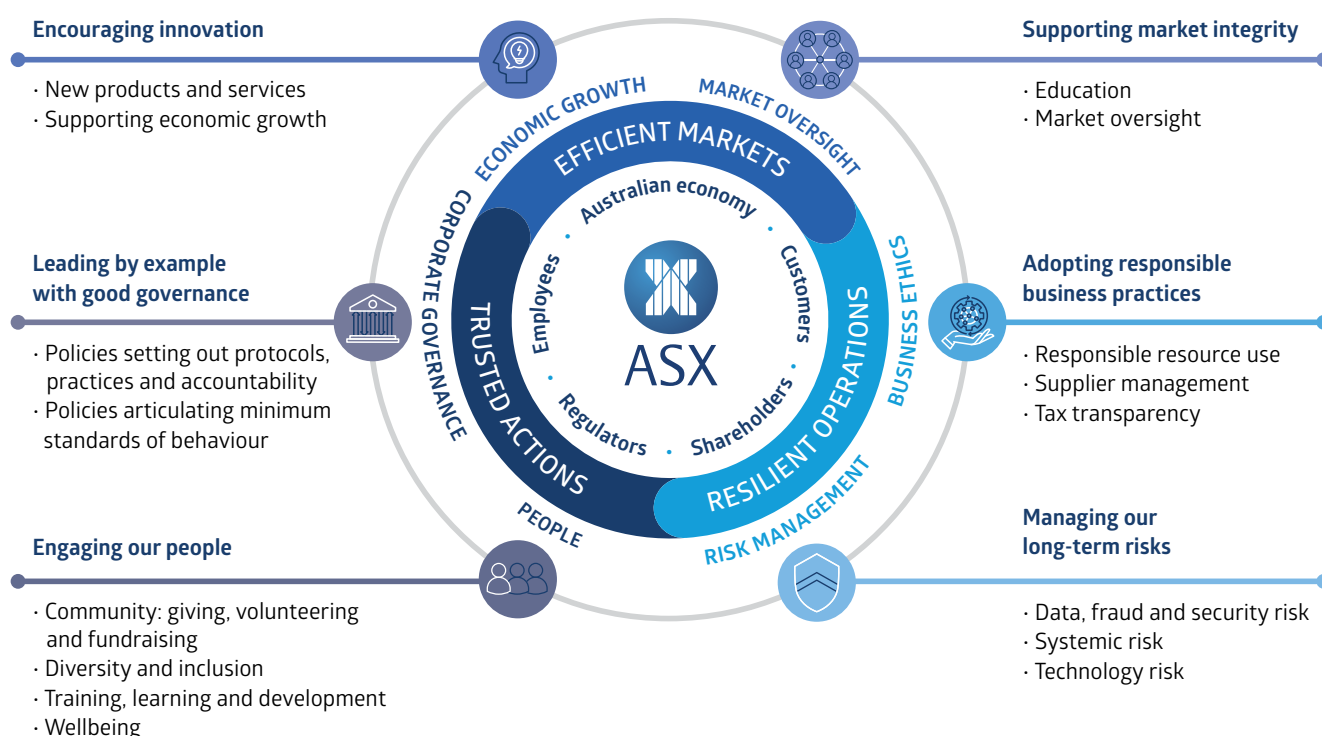 Encouraging innovation
· New products and services
· Supporting economic growth
Supporting market integrity
· Education
· Market oversight
Leading by example
with good governance
· Policies setting out protocols,
practices and accountability
· Policies articulating minimum
standards of behaviour
Adopting responsible
business practices
· Responsible resource use
· Supplier management
· Tax transparency
Engaging our people
· Community: giving, volunteering
and fundraising
· Diversity and inclusion
· Training, learning and development
· Wellbeing
Managing our
long-term risks
· Data, fraud and security risk
· Systemic risk
· Technology risk
ECONOMIC GROWTH
MARKET OVERSIGHT
BUSINESS ETHICS
RISK MANAGEMENT
PEOPLE
CORPORATE GOVERNANCE
EFFICIENT MARKETS
RESILIENT OPERATIONS
TRUSTED ACTIONS
Australian economy
Customers
Shareholders
Regulators
Employees
ASX